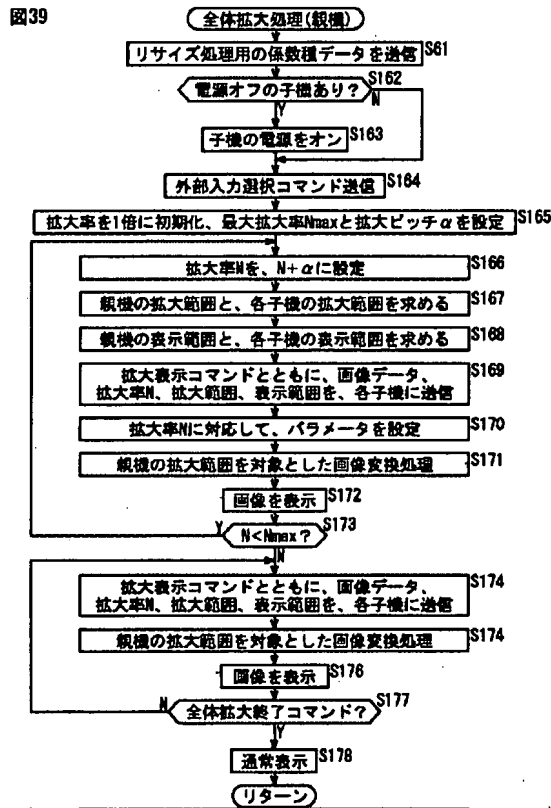 図39
全体拡大処理(親機)
リサイズ処理用の係数積データを送信 S61
電源オフの子機あり? S162
N
Y
子機の電源をオン S163
外部入力選択コマンド送信 S164
拡大率を1倍に初期化、最大拡大率Nmaxと拡大ピッチαを設定 S165
拡大率Nを、N+αに設定 S166
親機の拡大範囲と、各子機の拡大範囲を求める S167
親機の表示範囲と、各子機の表示範囲を求める S168
拡大表示コマンドとともに、画像データ、 S169
拡大率N、拡大範囲、表示範囲を、各子機に送信
拡大率Nに対応して、パラメータを設定 S170
親機の拡大範囲を対象とした画像変換処理 S171
画像を表示 S172
Y N<Nmax? S173
N
拡大表示コマンドとともに、画像データ、 S174
拡大率N、拡大範囲、表示範囲を、各子機に送信
親機の拡大範囲を対象とした画像変換処理 S174
画像を表示 S176
N 全体拡大終了コマンド? S177
Y
通常表示 S178
リターン